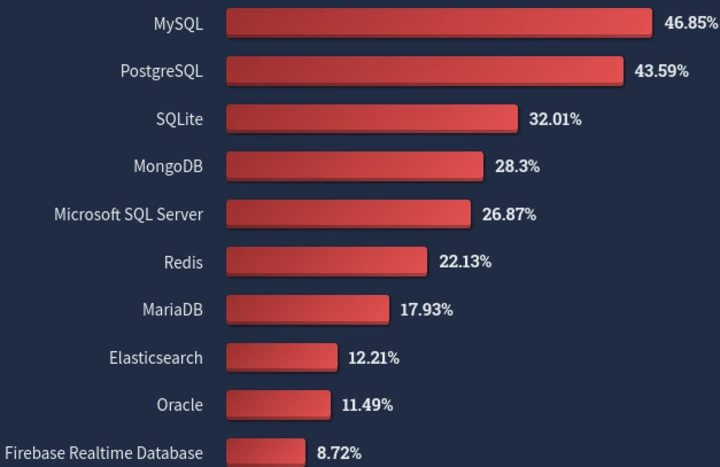 MySQL 46.85%
PostgreSQL 43.59%
SQLite 32.01%
MongoDB 28.3%
Microsoft SQL Server 26.87%
Redis 22.13%
MariaDB 17.93%
Elasticsearch 12.21%
Oracle 11.49%
Firebase Realtime Database 8.72%